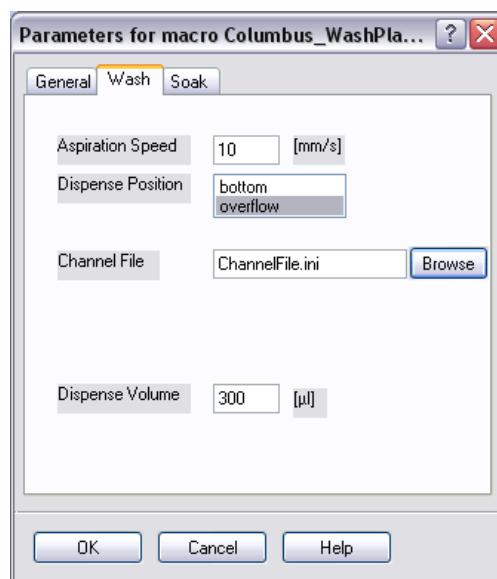 Parameters for macro Columbus_WashPla...
General Wash Soak
Aspiration Speed 10 [mm/s]
Dispense Position bottom
overflow
Channel File ChannelFile.ini Browse
Dispense Volume 300 [µl]
OK Cancel Help